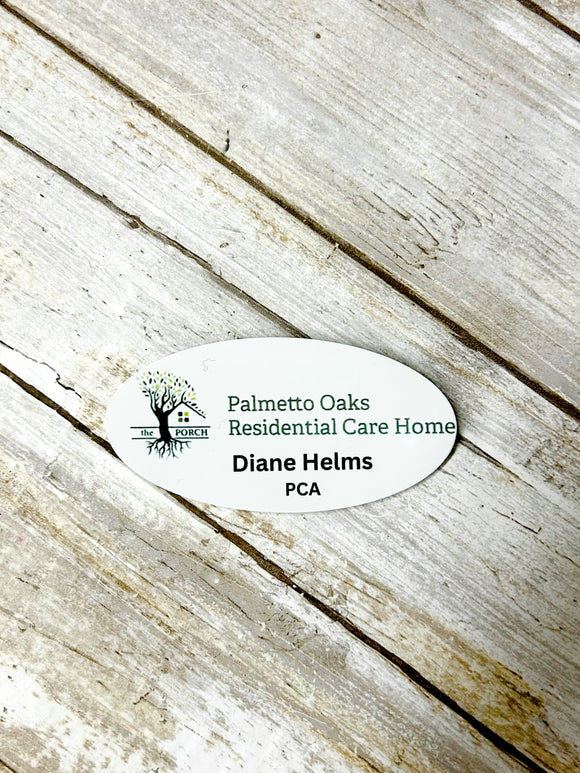 the PORCH
Palmetto Oaks
Residential Care Home
Diane Helms
PCA